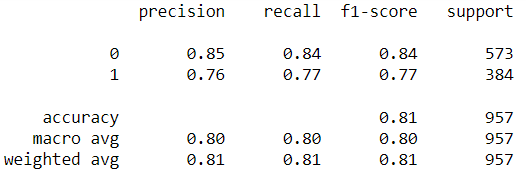 precision recall f1-score support
0 0.85 0.84 0.84 573
1 0.76 0.77 0.77 384
accuracy 0.81 957
macro avg 0.80 0.80 0.80 957
weighted avg 0.81 0.81 0.81 957